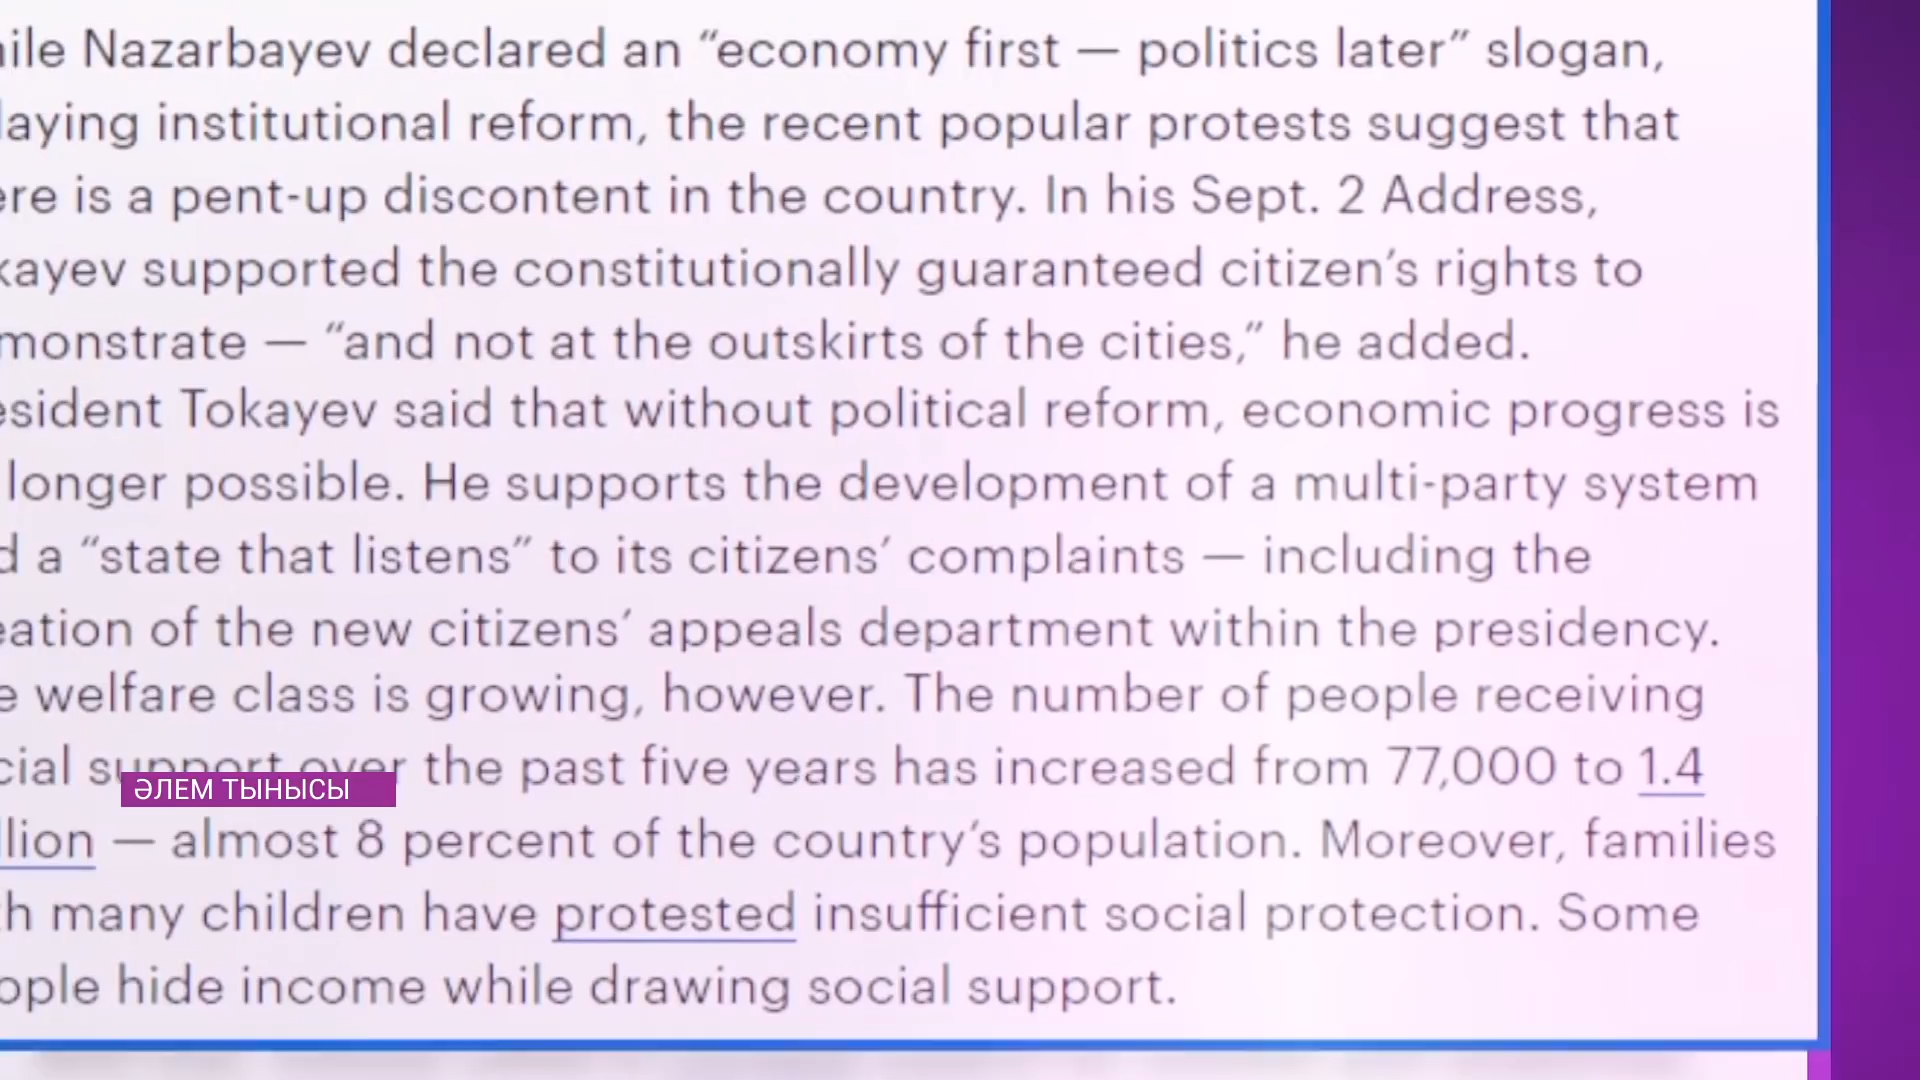 ile Nazarbayev declared an “economy first — politics later” slogan,
laying institutional reform, the recent popular protests suggest that
ere is a pent-up discontent in the country. In his Sept. 2 Address,
kayev supported the constitutionally guaranteed citizen’s rights to
monstrate — “and not at the outskirts of the cities,” he added.
esident Tokayev said that without political reform, economic progress is
longer possible. He supports the development of a multi-party system
d a “state that listens” to its citizens’ complaints — including the
eation of the new citizens’ appeals department within the presidency.
e welfare class is growing, however. The number of people receiving
cial support over the past five years has increased from 77,000 to 1.4
ӘЛЕМ ТЫНЫСЫ
llion — almost 8 percent of the country’s population. Moreover, families
h many children have protested insufficient social protection. Some
ople hide income while drawing social support.